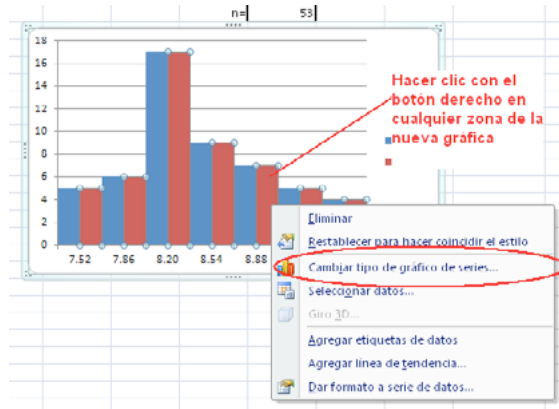 n= 53
18
16
14
12
10
8
6
4
2
0
7.52 7.86 8.20 8.54 8.88
Hacer clic con el
botón derecho en
cualquier zona de la
nueva gráfica
Eliminar
Restablecer para hacer coincidir el estilo
Cambiar tipo de gráfico de series...
Seleccionar datos...
Giro 3D...
Agregar etiquetas de datos
Agregar línea de tendencia...
Dar formato a serie de datos...